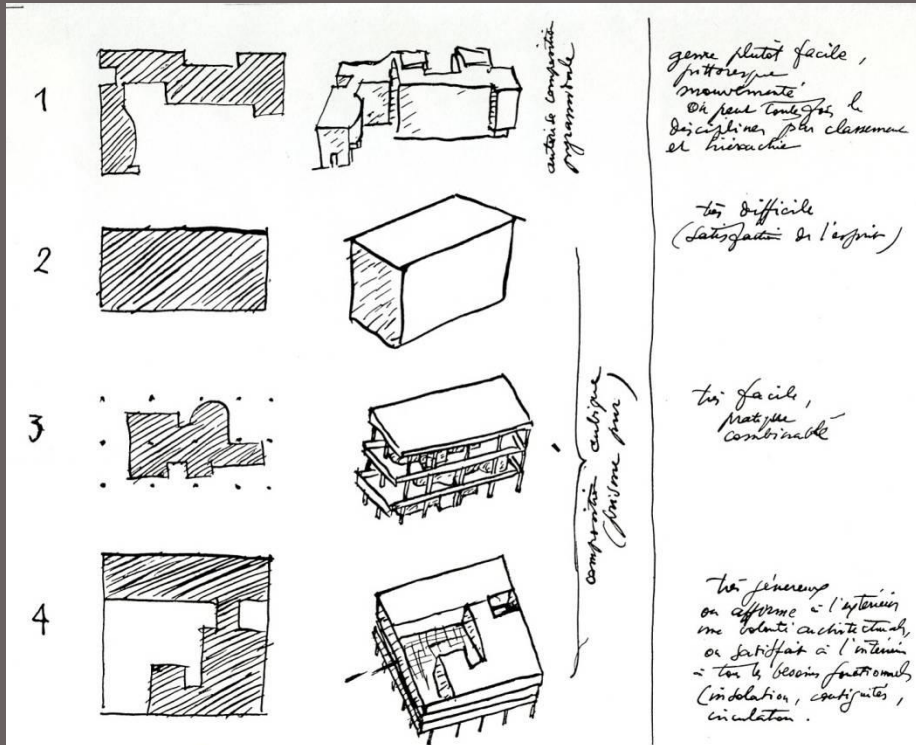 1
genre plutôt facile,
pittoresque
mouvementé
on peut toutefois le
discipliner par classement
et hiérarchie
autorise composition
pyramidale
2
très difficile
(satisfaction de l'esprit)
3
très facile,
pratique
combinable
composition cubique
(prisme pur)
4
très généreux
on affirme à l'extérieur
une volonté architecturale,
on satisfait à l'intérieur
à tous les besoins fonctionnels
(insolation, contiguités,
circulation.